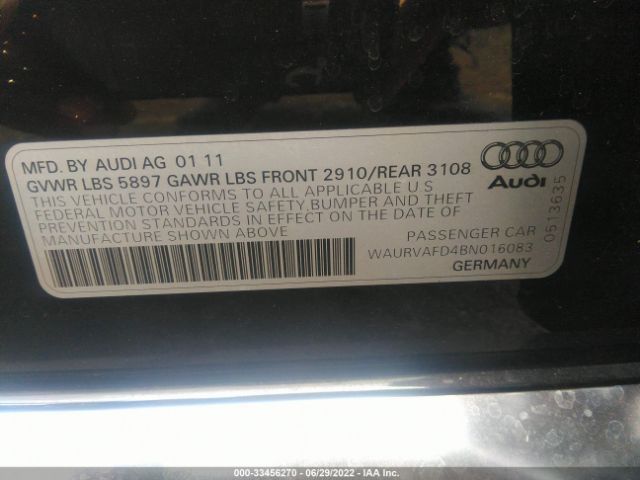 MFD. BY AUDI AG 01 11
GVWR LBS 5897 GAWR LBS FRONT 2910/REAR 3108
THIS VEHICLE CONFORMS TO ALL APPLICABLE U S
FEDERAL MOTOR VEHICLE SAFETY,BUMPER AND THEFT
PREVENTION STANDARDS IN EFFECT ON THE DATE OF
MANUFACTURE SHOWN ABOVE
Audi
PASSENGER CAR
WAURVAFD4BN016083
GERMANY
0513635
000-33456270 - 06/29/2022 - IAA Inc.